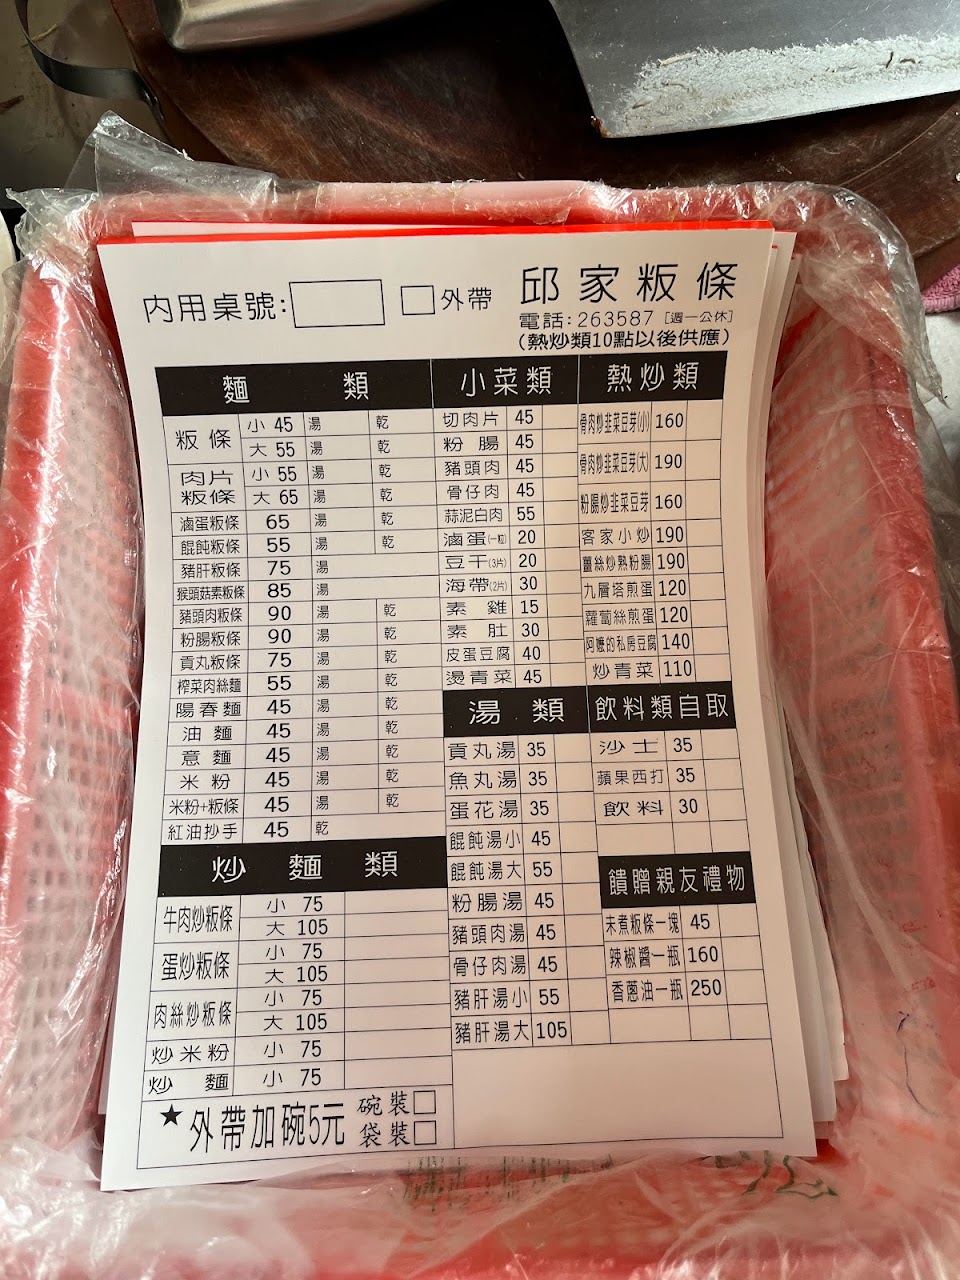 內用桌號:
外帶
邱家粄條
電話:263587 [週一公休]
(熱炒類10點以後供應)
麵類
粄條 小 45 湯 乾
大 55 湯 乾
肉片粄條 小 55 湯 乾
大 65 湯 乾
滷蛋粄條 65 湯 乾
餛飩粄條 55 湯 乾
豬肝粄條 75 湯
猴頭菇素粄條 85 湯
豬頭肉粄條 90 湯 乾
粉腸粄條 90 湯 乾
貢丸粄條 75 湯 乾
榨菜肉絲麵 55 湯 乾
陽春麵 45 湯 乾
油麵 45 湯 乾
意麵 45 湯 乾
米粉 45 湯 乾
米粉+粄條 45 湯 乾
紅油抄手 45 乾
炒麵類
牛肉炒粄條 小 75
大 105
蛋炒粄條 小 75
大 105
肉絲炒粄條 小 75
大 105
炒米粉 小 75
炒麵 小 75
★外帶加碗5元 碗裝
袋裝
小菜類
切肉片 45
粉腸 45
豬頭肉 45
骨仔肉 45
蒜泥白肉 55
滷蛋(一粒) 20
豆干(3片) 20
海帶(2片) 30
素雞 15
素肚 30
皮蛋豆腐 40
燙青菜 45
湯類
貢丸湯 35
魚丸湯 35
蛋花湯 35
餛飩湯小 45
餛飩湯大 55
粉腸湯 45
豬頭肉湯 45
骨仔肉湯 45
豬肝湯小 55
豬肝湯大 105
熱炒類
骨肉炒韭菜豆芽(小) 160
骨肉炒韭菜豆芽(大) 190
粉腸炒韭菜豆芽 160
客家小炒 190
薑絲炒熱粉腸 190
九層塔煎蛋 120
蘿蔔絲煎蛋 120
阿嬤的私房豆腐 140
炒青菜 110
飲料類自取
沙士 35
蘋果西打 35
飲料 30
饋贈親友禮物
未煮粄條一塊 45
辣椒醬一瓶 160
香蔥油一瓶 250